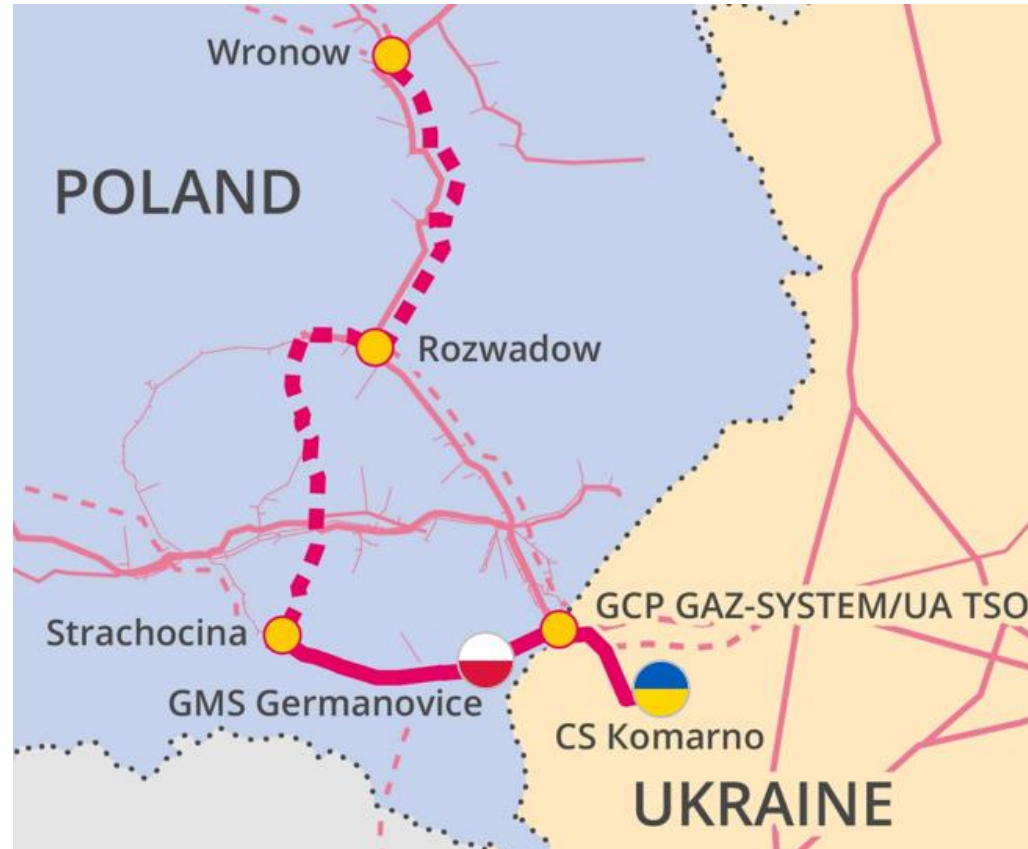 Wronow
POLAND
Rozwadow
GCP GAZ-SYSTEM/UA TSO
Strachocina
GMS Germanovice
CS Komarno
UKRAINE